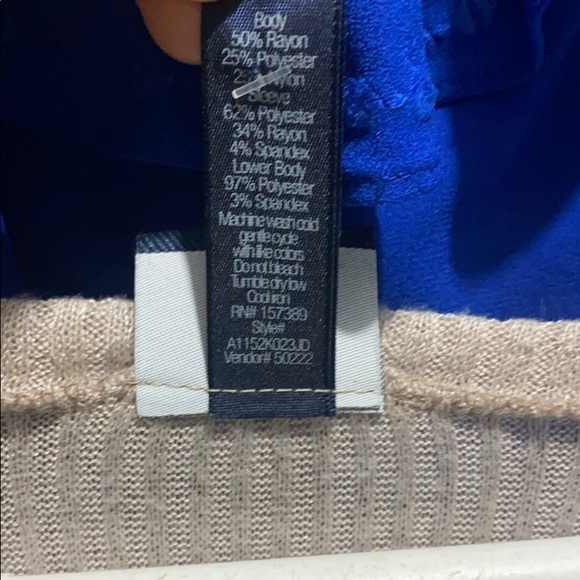 Body
50% Rayon
25% Polyester
25% Nylon
Sleeve
62% Polyester
34% Rayon
4% Spandex
Lower Body
97% Polyester
3% Spandex
Machine wash cold
gentle cycle
with like colors
Do not bleach
Tumble dry low
Cool iron
RN# 157389
Style#
A1152K023JD
Vendor# 50222